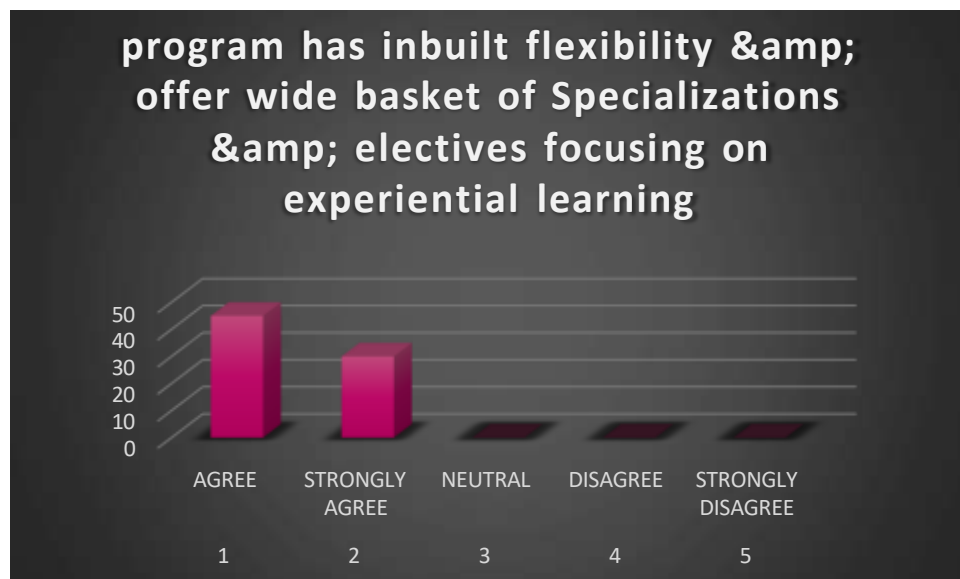 program has inbuilt flexibility &amp;
offer wide basket of Specializations
&amp; electives focusing on
experiential learning
50
40
30
20
10
0
AGREE STRONGLY AGREE NEUTRAL DISAGREE STRONGLY DISAGREE
1 2 3 4 5